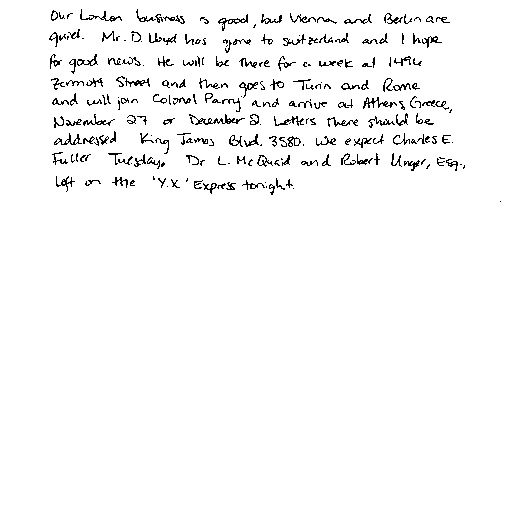 Our London business is good, but Vienna and Berlin are
quiet. Mr. D. Lloyd has gone to Switzerland and I hope
for good news. He will be there for a week at 1496
Zermott Street and then goes to Turin and Rome
and will join Colonel Parry and arrive at Athens, Greece,
November 27 or December 2. Letters there should be
addressed King James Blvd. 3580. We expect Charles E.
Fuller Tuesday. Dr L. McQuaid and Robert Unger, Esq.,
left on the 'Y.X.' Express tonight.